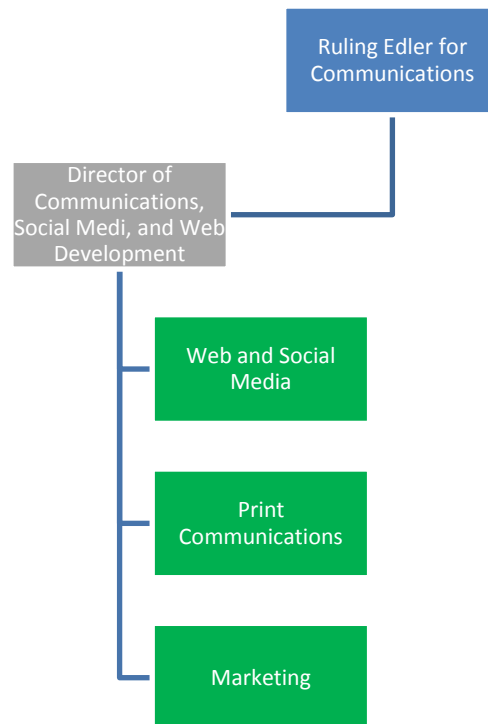 Ruling Edler for
Communications
Director of
Communications,
Social Medi, and Web
Development
Web and Social
Media
Print
Communications
Marketing